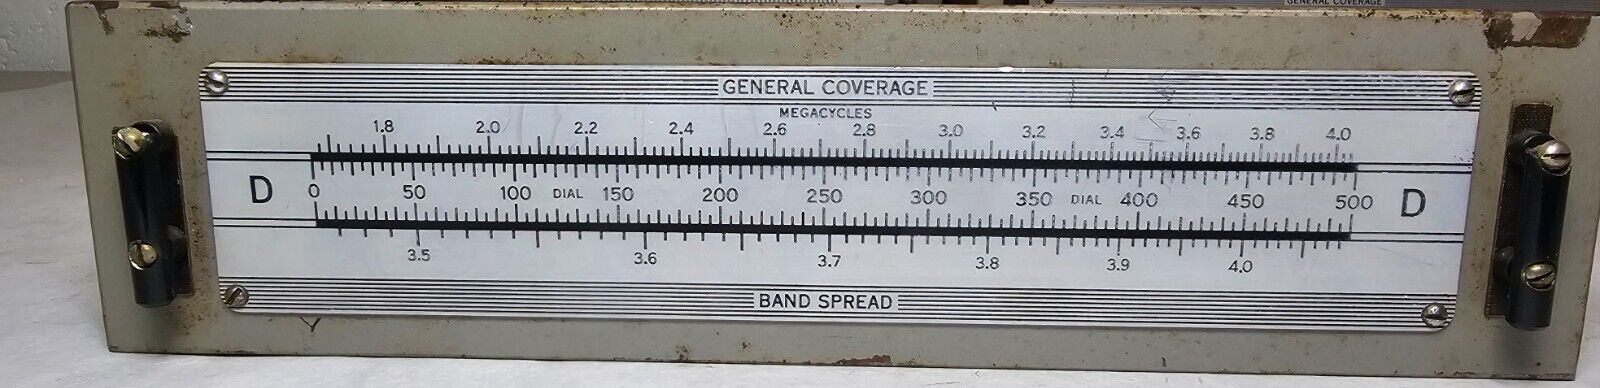 GENERAL COVERAGE
GENERAL COVERAGE
MEGACYCLES
1.8 2.0 2.2 2.4 2.6 2.8 3.0 3.2 3.4 3.6 3.8 4.0
D 0 50 100 DIAL 150 200 250 300 350 DIAL 400 450 500 D
3.5 3.6 3.7 3.8 3.9 4.0
BAND SPREAD